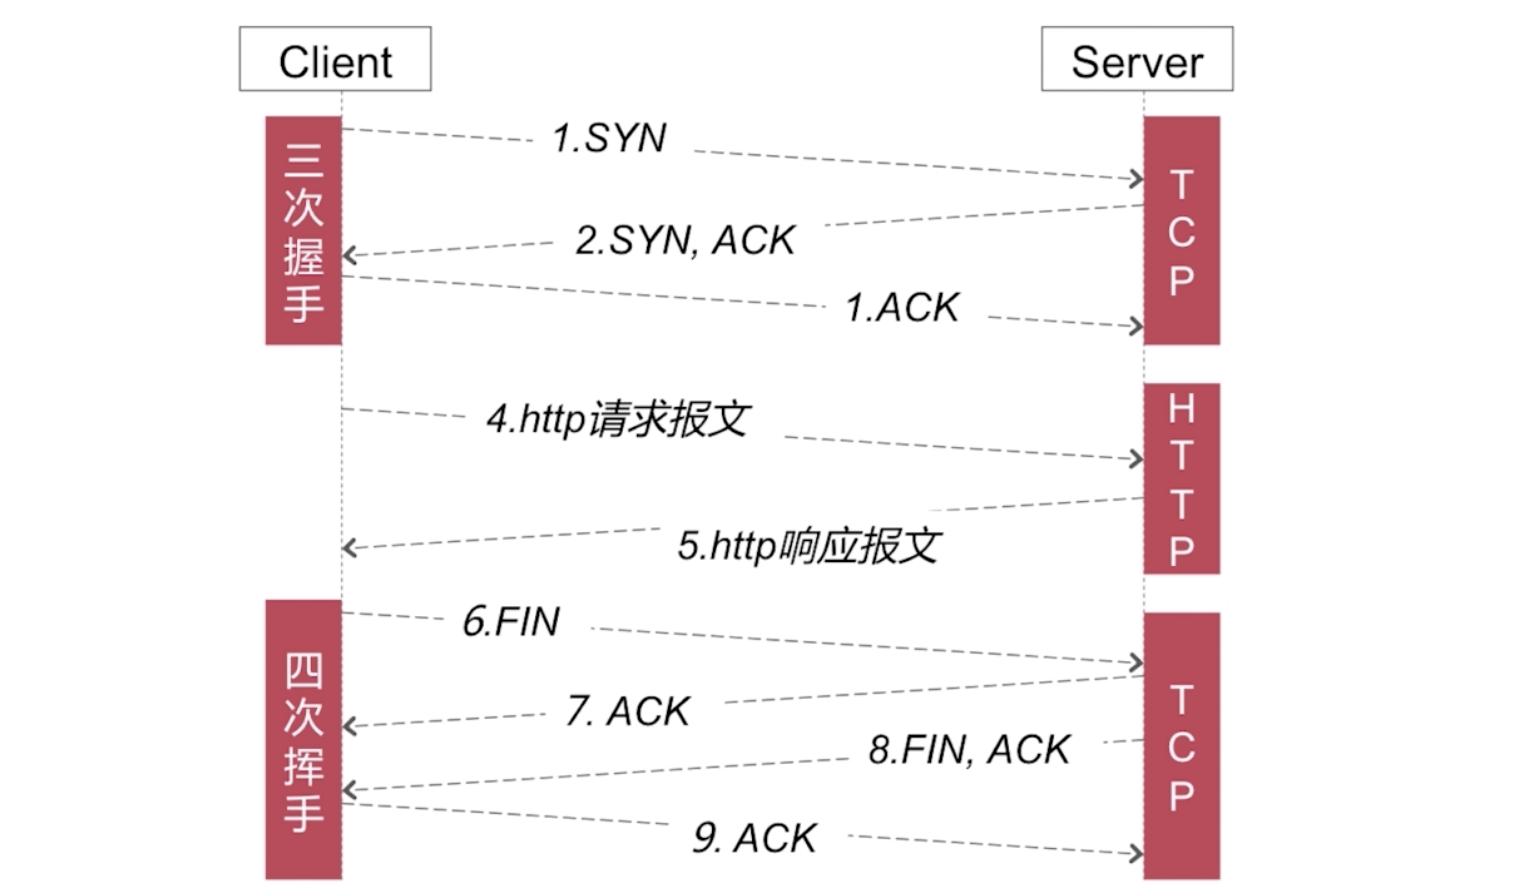 Client
Server
三次握手
1.SYN
TCP
2.SYN, ACK
1.ACK
4.http请求报文
HTTP
5.http响应报文
四次挥手
6.FIN
TCP
7. ACK
8.FIN, ACK
9. ACK